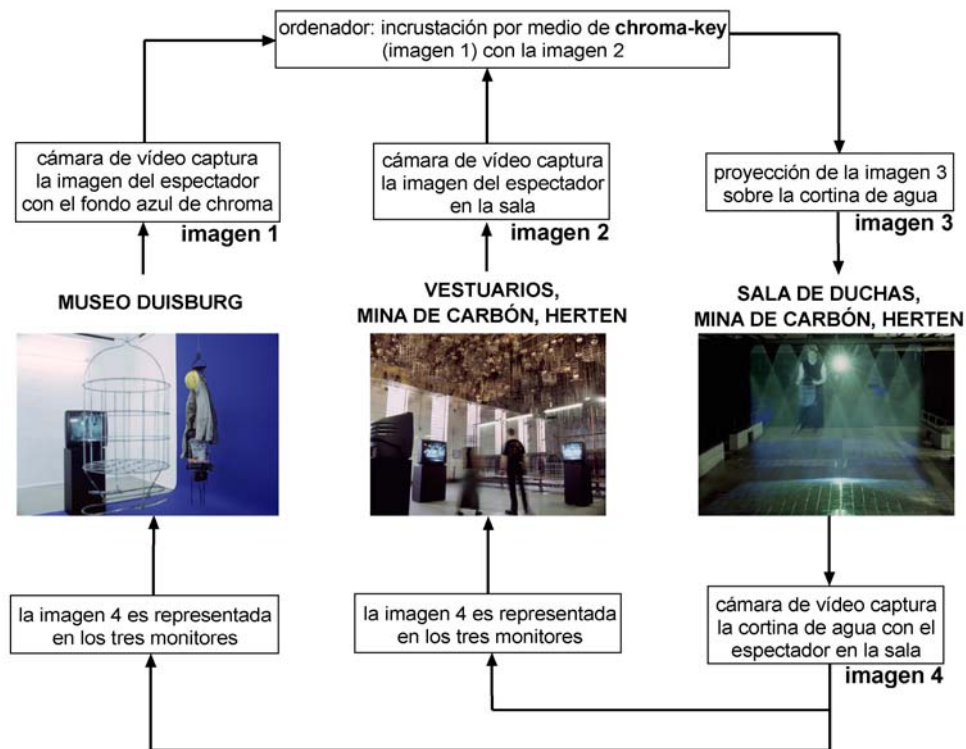 ordenador: incrustación por medio de chroma-key
(imagen 1) con la imagen 2
cámara de vídeo captura
la imagen del espectador
con el fondo azul de chroma
imagen 1
cámara de vídeo captura
la imagen del espectador
en la sala
imagen 2
proyección de la imagen 3
sobre la cortina de agua
imagen 3
MUSEO DUISBURG
VESTUARIOS,
MINA DE CARBÓN, HERTEN
SALA DE DUCHAS,
MINA DE CARBÓN, HERTEN
la imagen 4 es representada
en los tres monitores
la imagen 4 es representada
en los tres monitores
cámara de vídeo captura
la cortina de agua con el
espectador en la sala
imagen 4